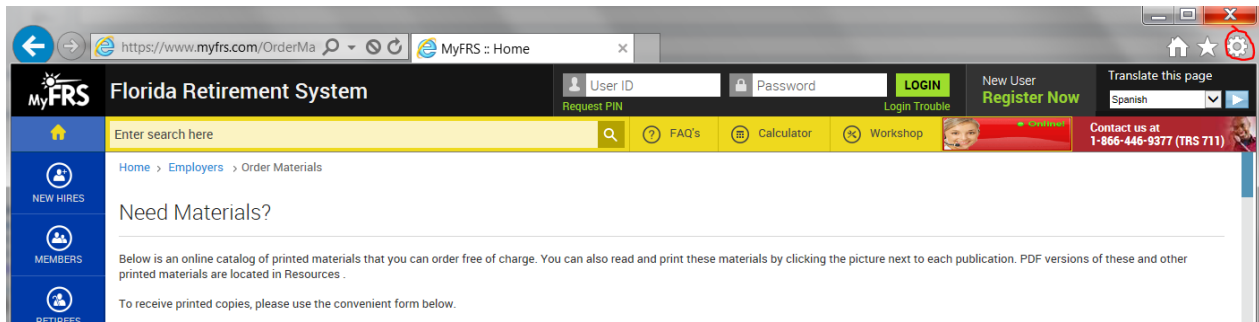 https://www.myfrs.com/OrderMa
MyFRS :: Home
MyFRS
Florida Retirement System
User ID
Password
LOGIN
Request PIN
Login Trouble
New User
Register Now
Translate this page
Spanish
Enter search here
FAQ's
Calculator
Workshop
Online!
Contact us at
1-866-446-9377 (TRS 711)
NEW HIRES
MEMBERS
RETIREES
Home > Employers > Order Materials
Need Materials?
Below is an online catalog of printed materials that you can order free of charge. You can also read and print these materials by clicking the picture next to each publication. PDF versions of these and other
printed materials are located in Resources .
To receive printed copies, please use the convenient form below.